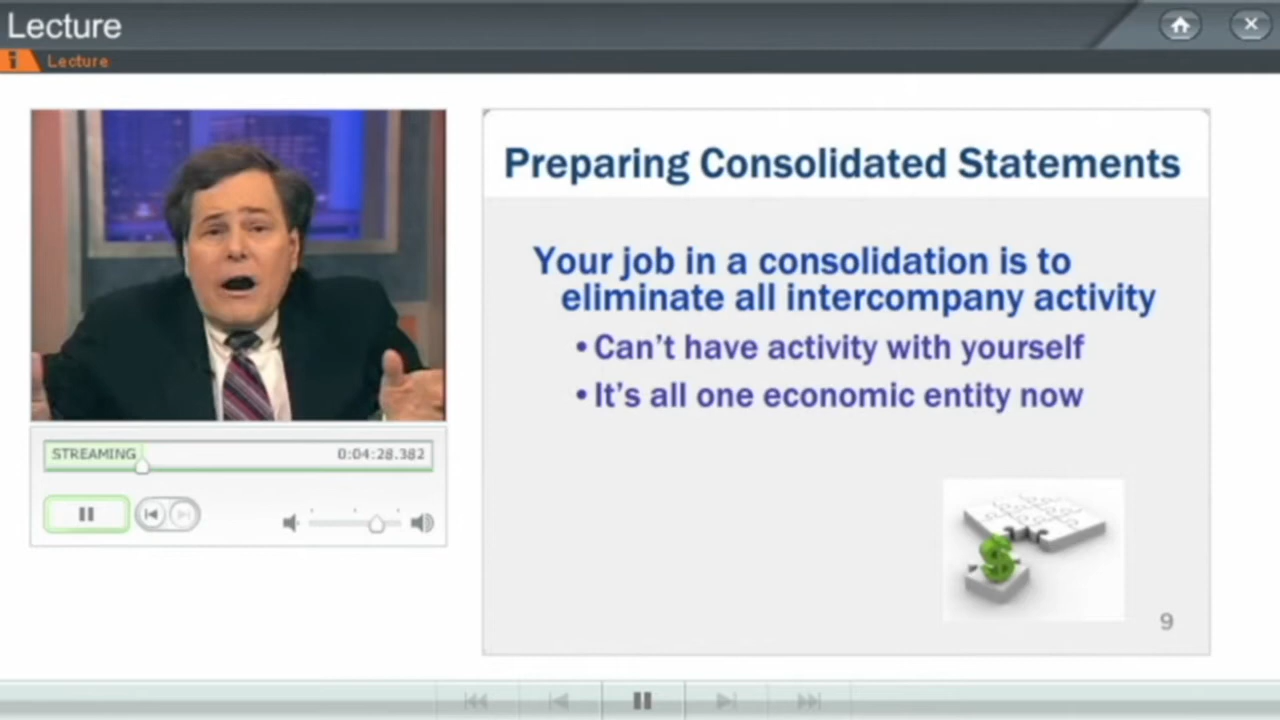 Lecture
i Lecture
Preparing Consolidated Statements
Your job in a consolidation is to
eliminate all intercompany activity
• Can't have activity with yourself
• It's all one economic entity now
STREAMING 0:04:28.382
$
9